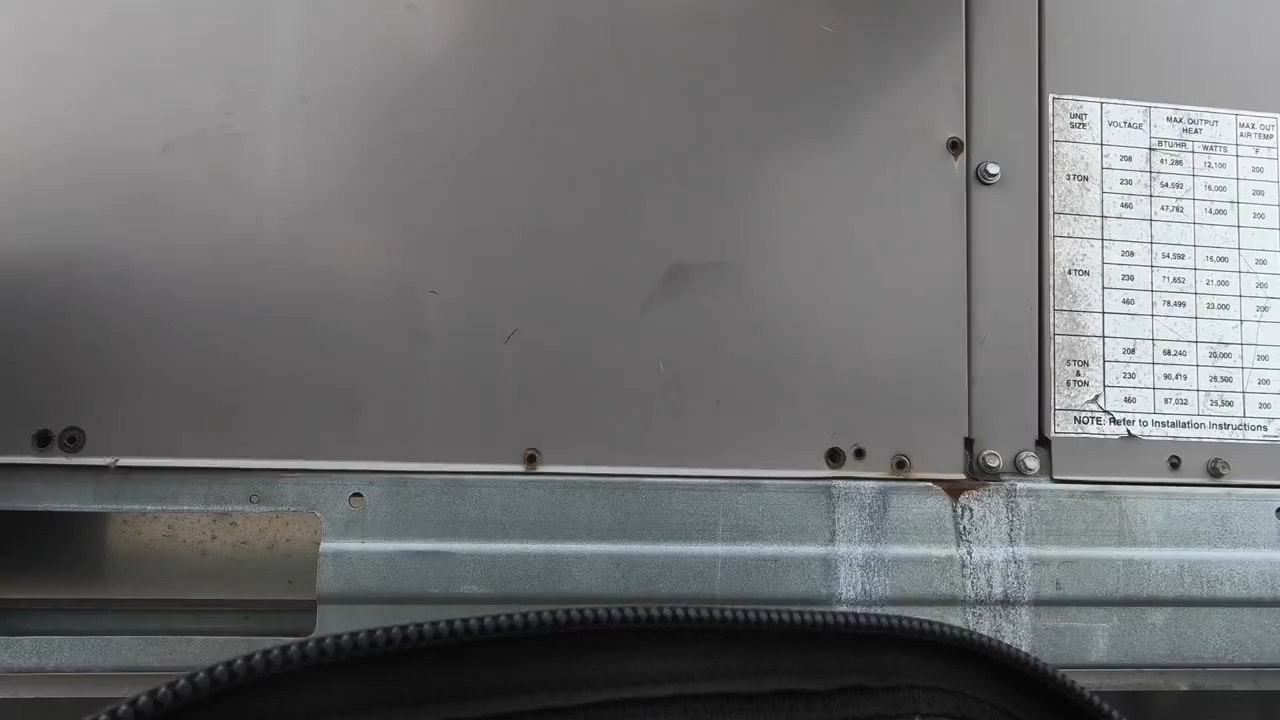 UNIT SIZE VOLTAGE MAX. OUTPUT HEAT MAX. OUT AIR TEMP
BTU/HR. WATTS °F
3 TON
208 41,286 12,100 200
230 54,592 16,000 200
460 47,782 14,000 200
4 TON
208 54,592 16,000 200
230 71,652 21,000 200
460 78,499 23,000 200
5 TON & 6 TON
208 68,240 20,000 200
230 90,419 26,500 200
460 87,032 25,500 200
NOTE: Refer to Installation Instructions